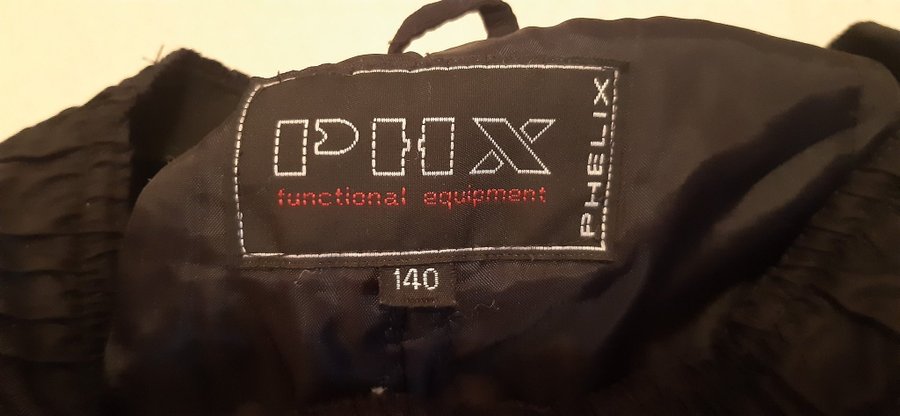 PHX
functional equipment
PHELIX
140